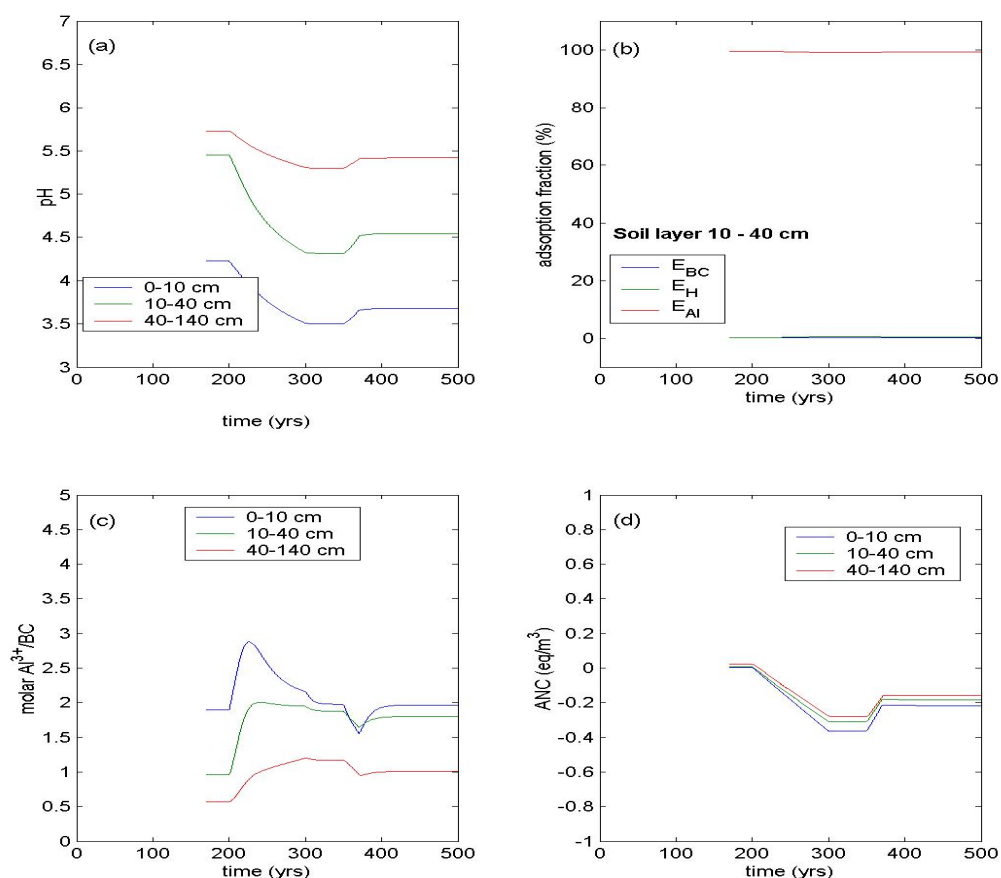 (a)
7
6.5
6
5.5
5
4.5
4
3.5
3
pH
0-10 cm
10-40 cm
40-140 cm
0 100 200 300 400 500
time (yrs)
(b)
100
80
60
40
20
0
adsorption fraction (%)
Soil layer 10 - 40 cm
E_BC
E_H
E_Al
0 100 200 300 400 500
time (yrs)
(c)
5
4.5
4
3.5
3
2.5
2
1.5
1
0.5
0
molar Al³⁺/BC
0-10 cm
10-40 cm
40-140 cm
0 100 200 300 400 500
time (yrs)
(d)
1
0.8
0.6
0.4
0.2
0
-0.2
-0.4
-0.6
-0.8
-1
ANC (eq/m³)
0-10 cm
10-40 cm
40-140 cm
0 100 200 300 400 500
time (yrs)